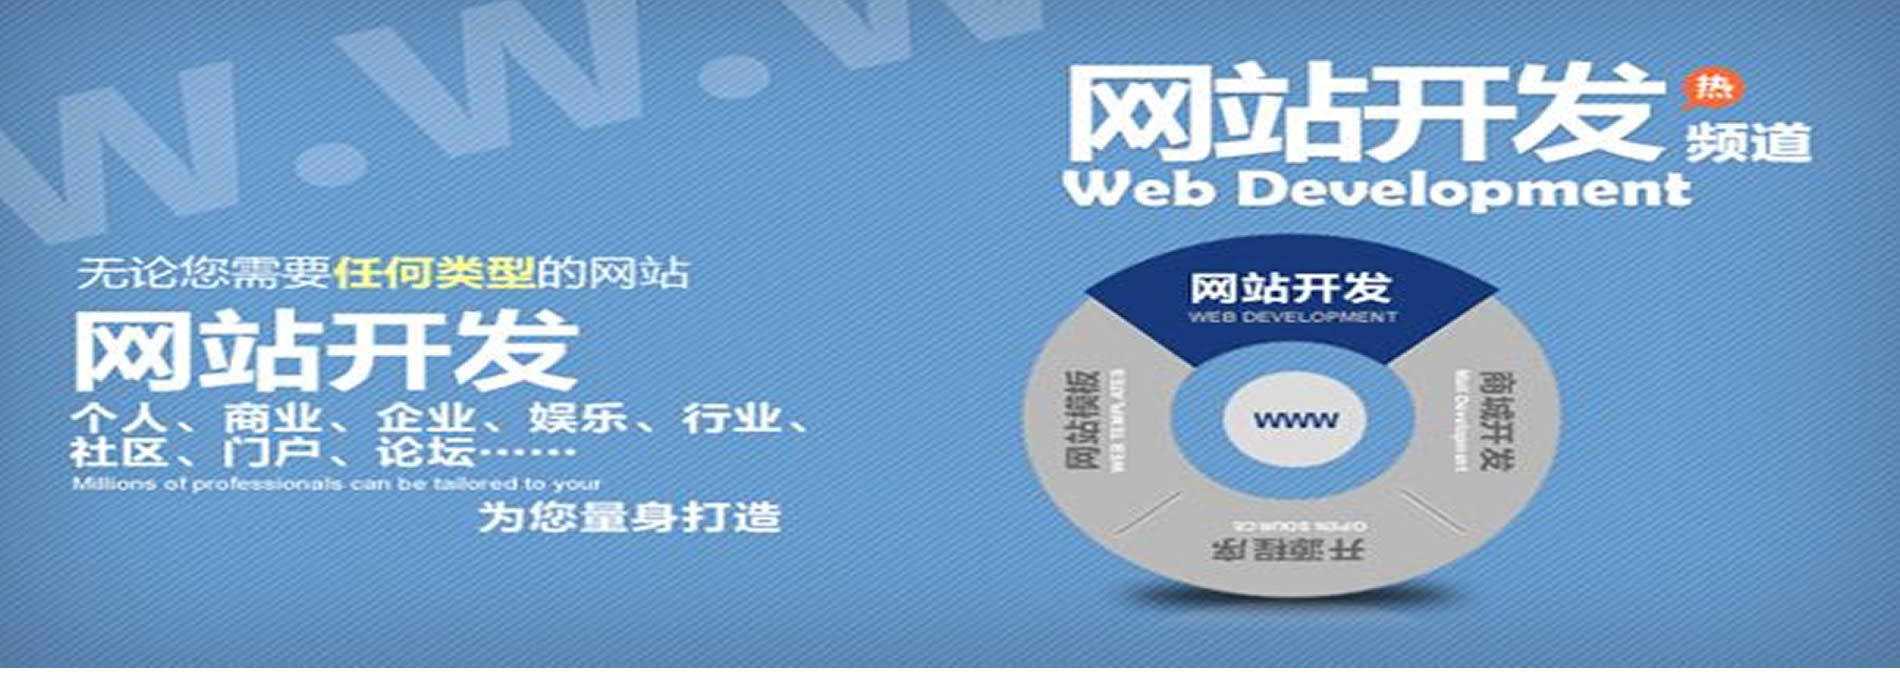 W.W.W
无论您需要任何类型的网站
网站开发
个人、商业、企业、娱乐、行业、
社区、门户、论坛……
Millions of professionals can be tailored to your
为您量身打造
网站开发
热
频道
Web Development
网站开发
WEB DEVELOPMENT
网站模板
WEB TEMPLATES
商城开发
Mall Development
开源程序
OPEN SOURCE
www